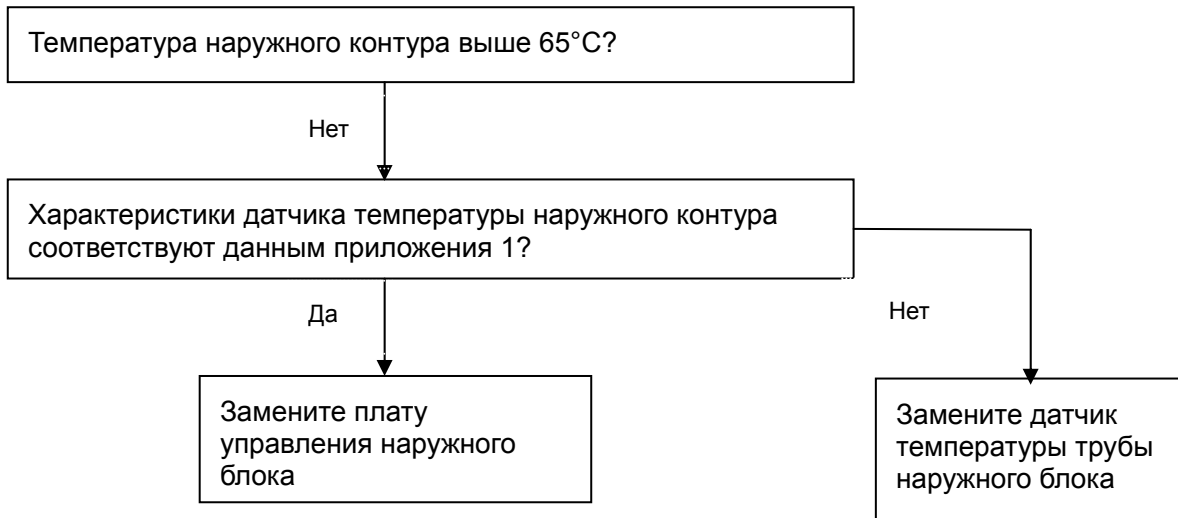 Температура наружного контура выше 65°C?
Нет
Характеристики датчика температуры наружного контура
соответствуют данным приложения 1?
Да
Нет
Замените плату
управления наружного
блока
Замените датчик
температуры трубы
наружного блока